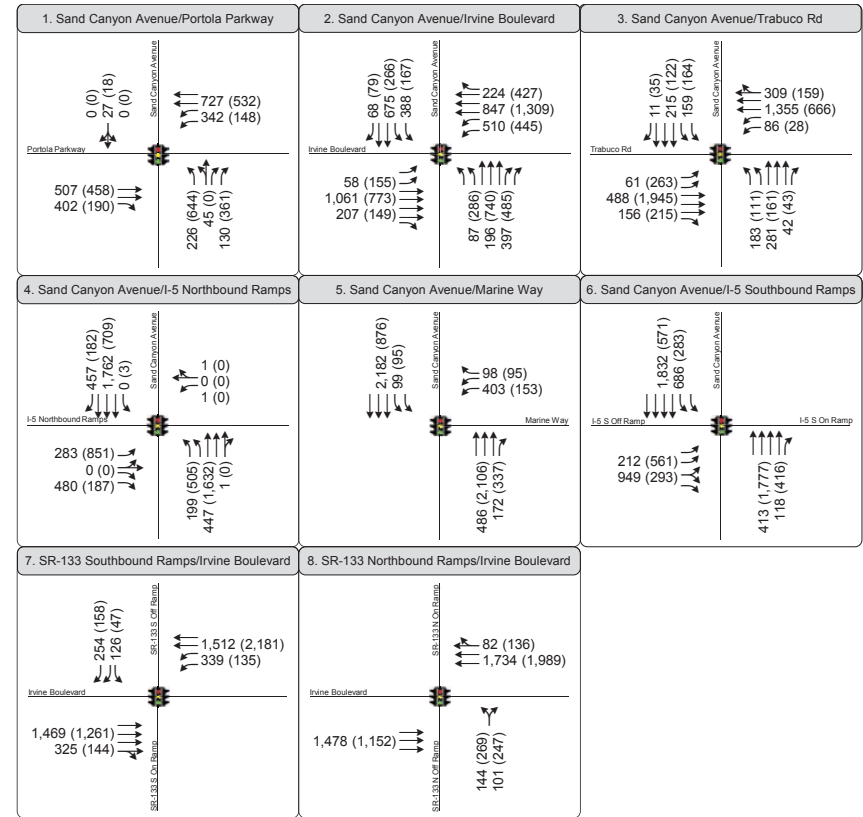 1. Sand Canyon Avenue/Portola Parkway
0 (0)
27 (18)
0 (0)
Sand Canyon Avenue
727 (532)
342 (148)
Portola Parkway
507 (458)
402 (190)
226 (644)
45 (0)
130 (361)
2. Sand Canyon Avenue/Irvine Boulevard
68 (79)
675 (266)
388 (167)
Sand Canyon Avenue
224 (427)
847 (1,309)
510 (445)
Irvine Boulevard
58 (155)
1,061 (773)
207 (149)
87 (286)
196 (740)
397 (485)
3. Sand Canyon Avenue/Trabuco Rd
11 (35)
215 (122)
159 (164)
Sand Canyon Avenue
309 (159)
1,355 (666)
86 (28)
Trabuco Rd
61 (263)
488 (1,945)
156 (215)
183 (111)
281 (161)
42 (43)
4. Sand Canyon Avenue/I-5 Northbound Ramps
457 (182)
1,762 (709)
0 (3)
Sand Canyon Avenue
1 (0)
0 (0)
1 (0)
I-5 Northbound Ramps
283 (851)
0 (0)
480 (187)
199 (505)
447 (1,632)
1 (0)
5. Sand Canyon Avenue/Marine Way
2,182 (876)
99 (95)
Sand Canyon Avenue
98 (95)
403 (153)
Marine Way
486 (2,106)
172 (337)
6. Sand Canyon Avenue/I-5 Southbound Ramps
1,832 (571)
686 (283)
Sand Canyon Avenue
I-5 S Off Ramp
I-5 S On Ramp
212 (561)
949 (293)
413 (1,777)
118 (416)
7. SR-133 Southbound Ramps/Irvine Boulevard
254 (158)
126 (47)
SR-133 S Off Ramp
1,512 (2,181)
339 (135)
Irvine Boulevard
1,469 (1,261)
325 (144)
SR-133 S On Ramp
8. SR-133 Northbound Ramps/Irvine Boulevard
SR-133 N On Ramp
82 (136)
1,734 (1,989)
Irvine Boulevard
1,478 (1,152)
SR-133 N Off Ramp
144 (269)
101 (247)